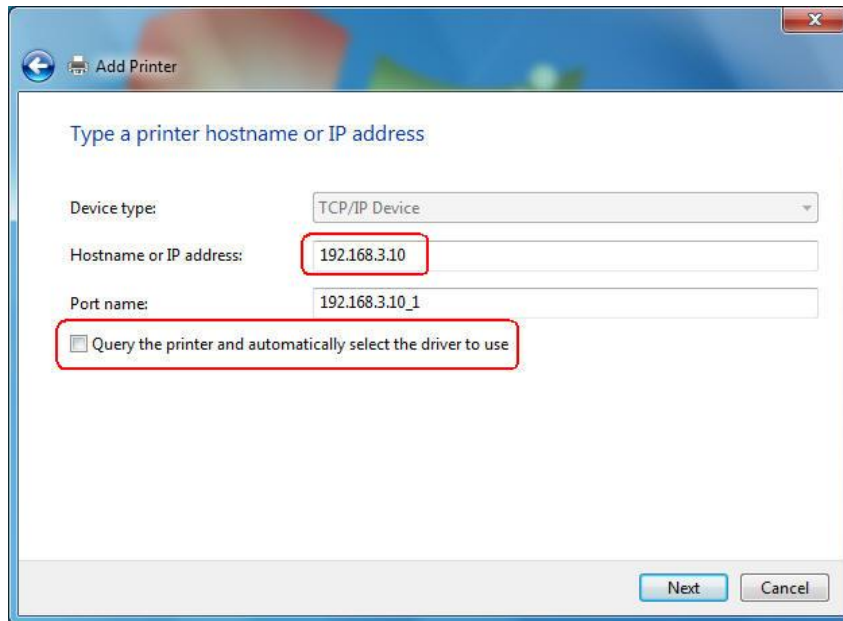 Add Printer
Type a printer hostname or IP address
Device type: TCP/IP Device
Hostname or IP address: 192.168.3.10
Port name: 192.168.3.10_1
Query the printer and automatically select the driver to use
Next Cancel